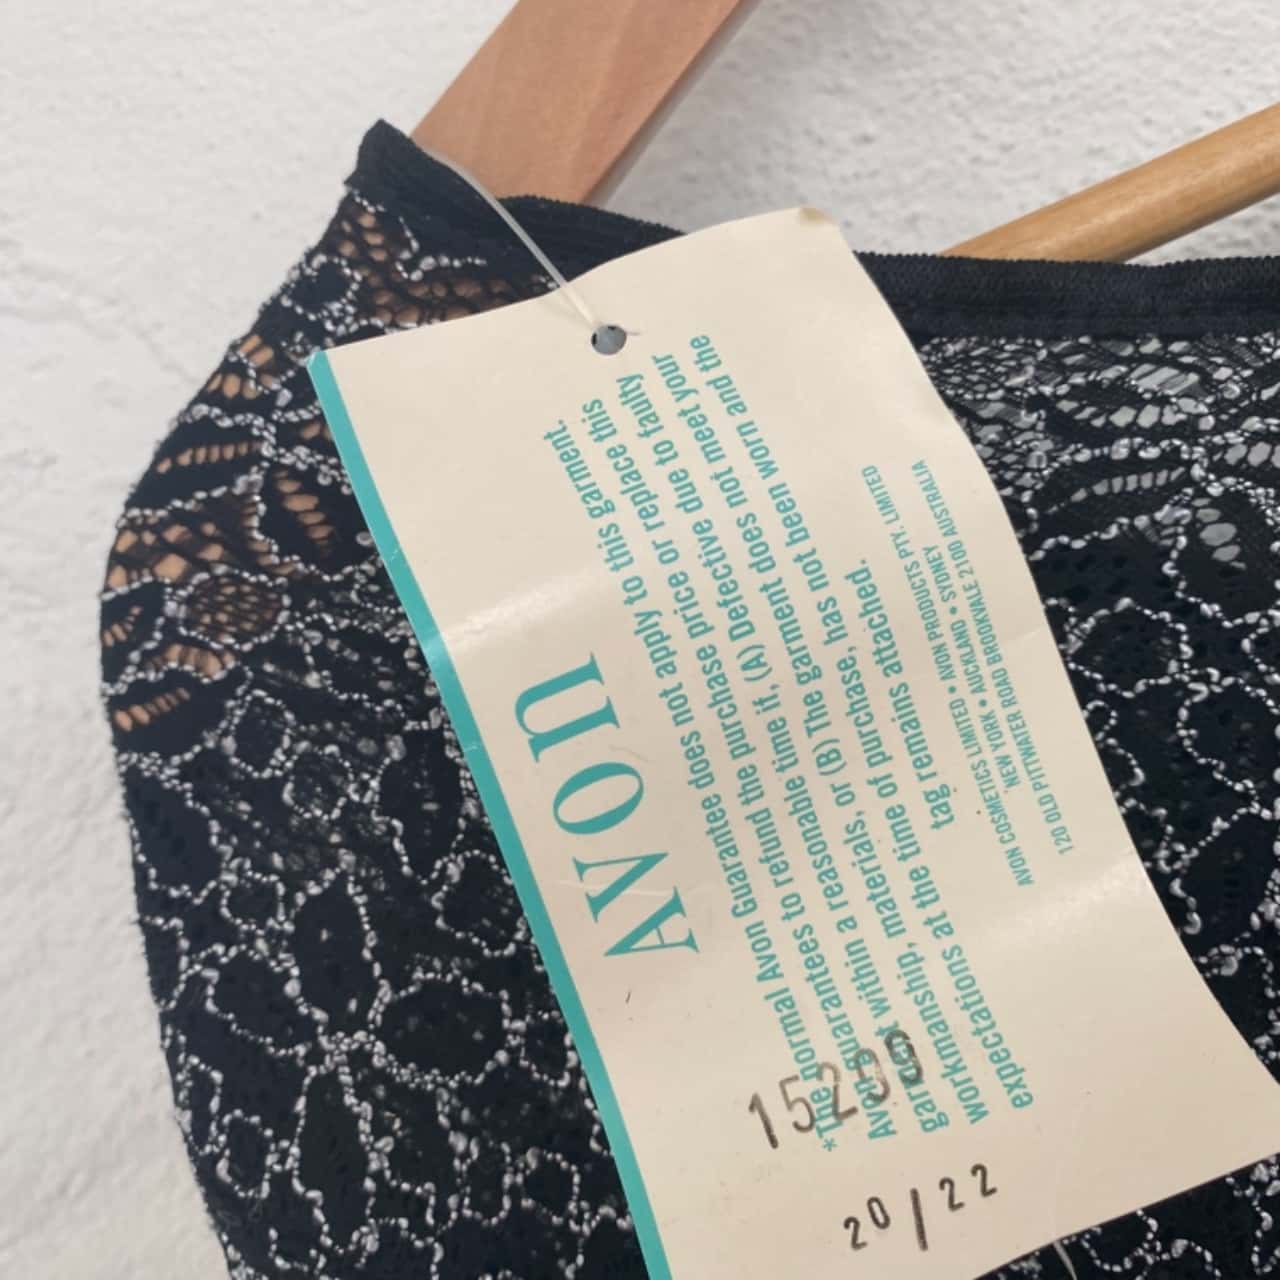 AVON
*The normal Avon Guarantee does not apply to this garment.
Avon guarantees to refund the purchase price or replace this
garment within a reasonable time if, (A) Defective due to faulty
workmanship, materials, or (B) The garment does not meet your
expectations at the time of purchase, has not been worn and the
tag remains attached.
AVON COSMETICS LIMITED • AVON PRODUCTS PTY. LIMITED
NEW YORK • AUCKLAND • SYDNEY
120 OLD PITTWATER ROAD BROOKVALE 2100 AUSTRALIA
20/22